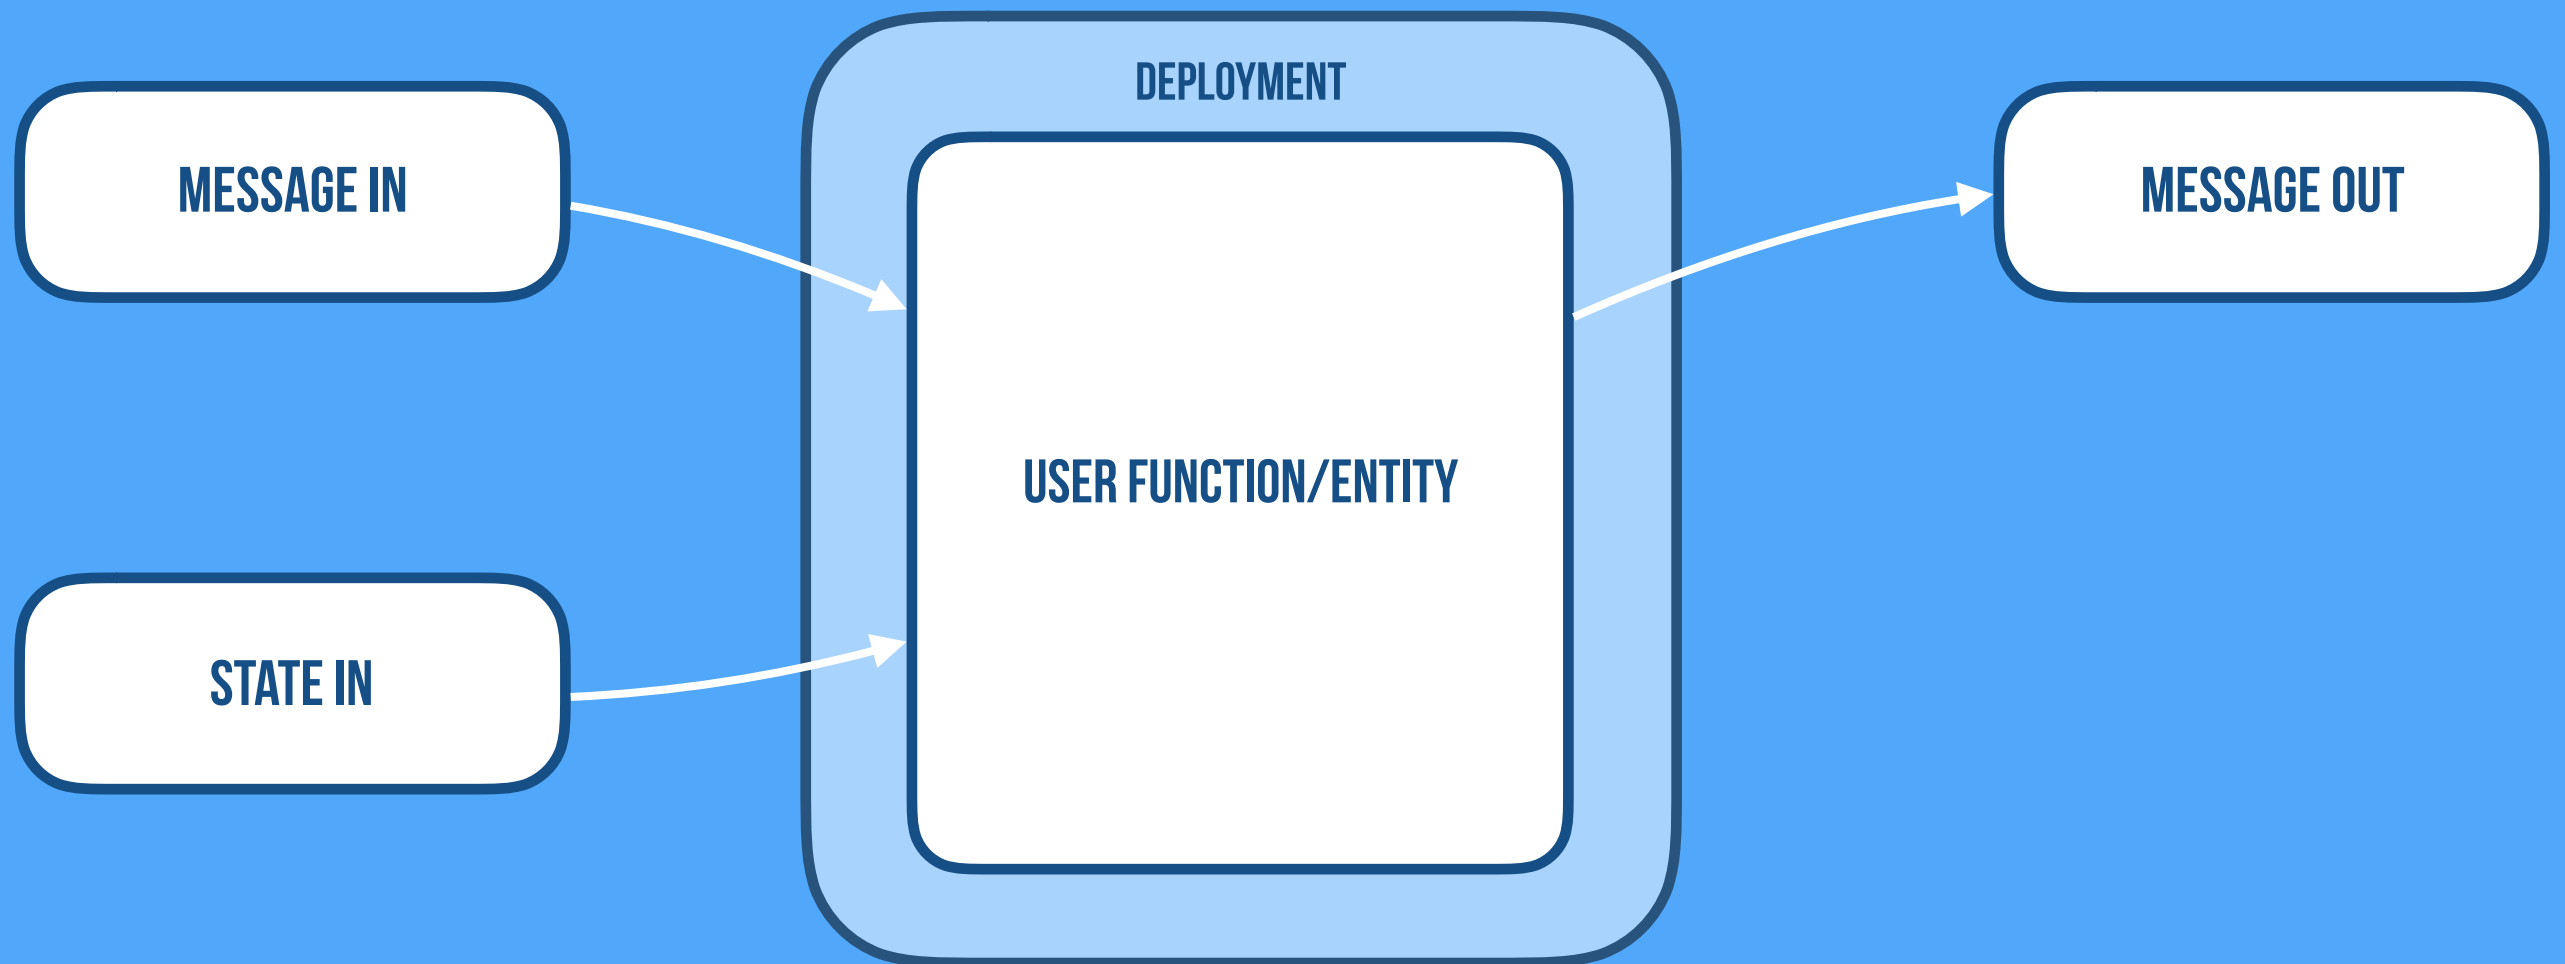 DEPLOYMENT
MESSAGE IN
MESSAGE OUT
USER FUNCTION/ENTITY
STATE IN